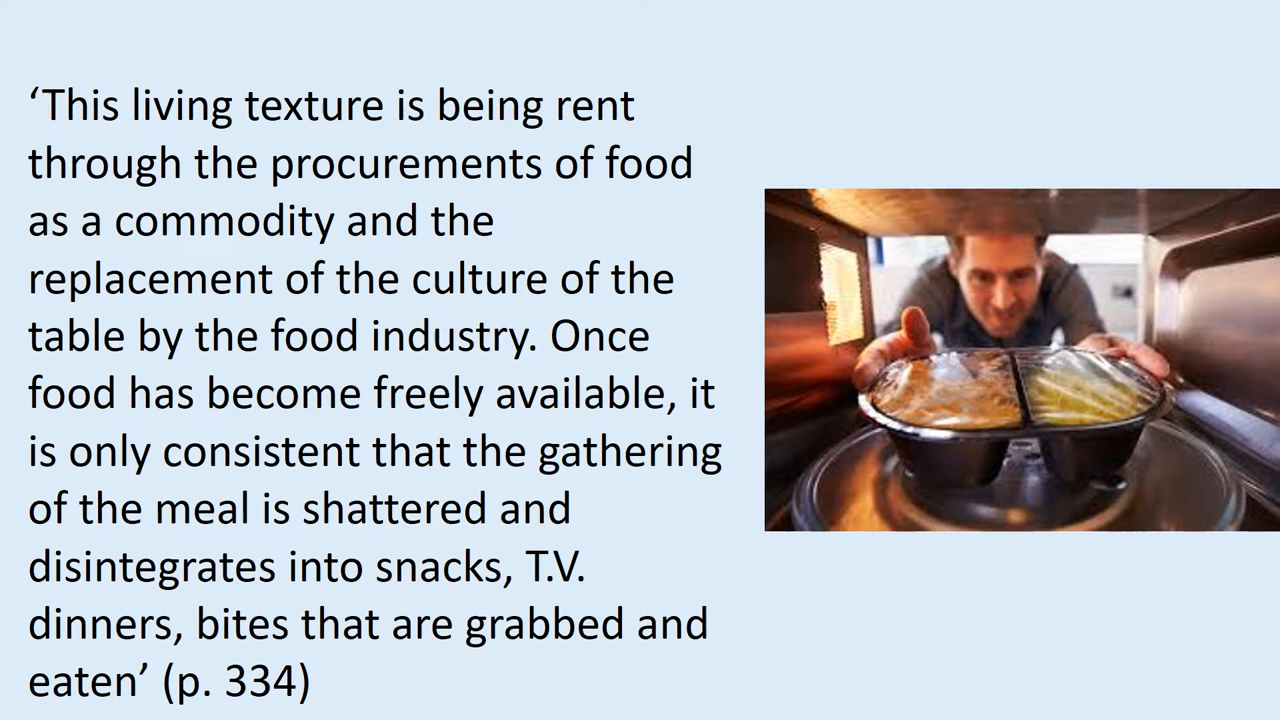 ‘This living texture is being rent
through the procurements of food
as a commodity and the
replacement of the culture of the
table by the food industry. Once
food has become freely available, it
is only consistent that the gathering
of the meal is shattered and
disintegrates into snacks, T.V.
dinners, bites that are grabbed and
eaten’ (p. 334)